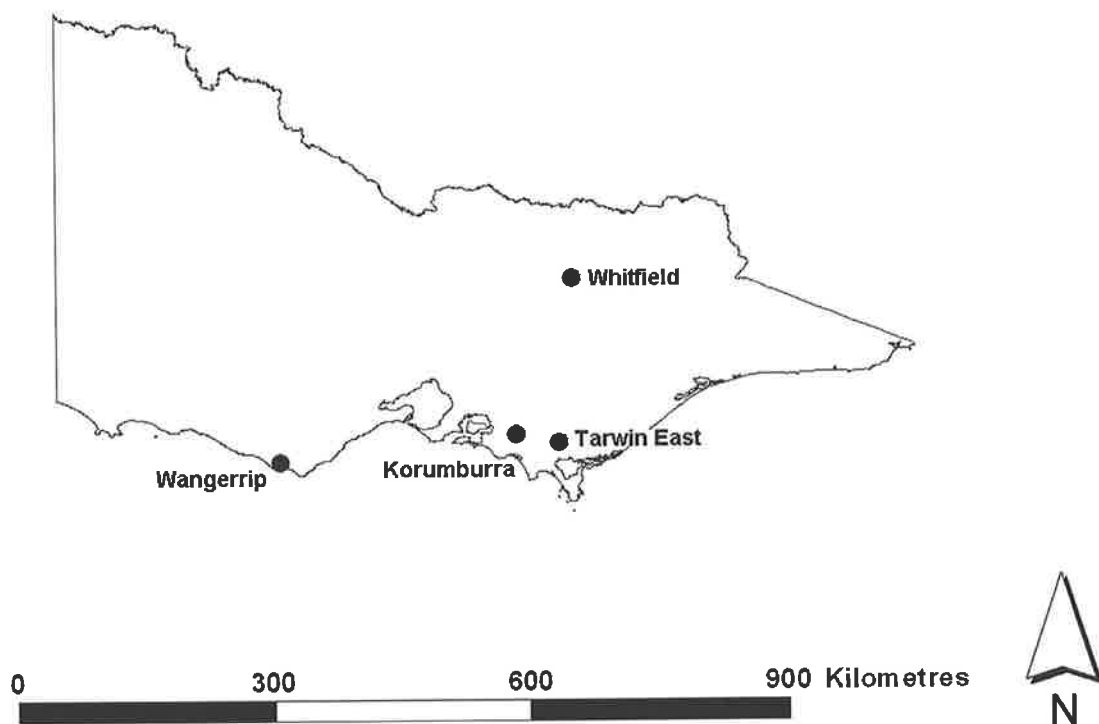 Whitfield
Tarwin East
Korumburra
Wangerrip
0 300 600 900 Kilometres
N